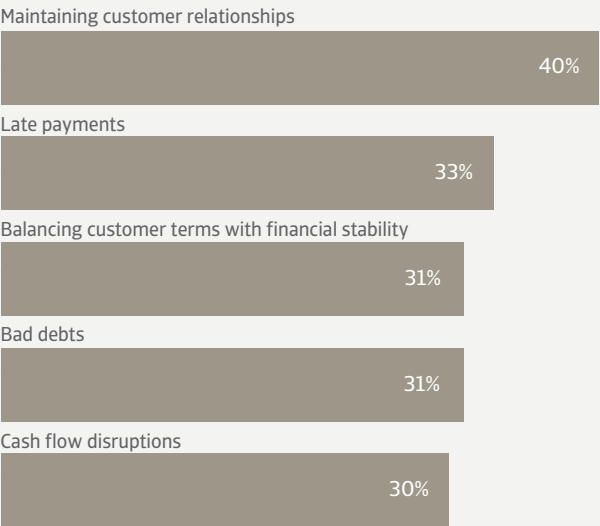 Maintaining customer relationships
40%
Late payments
33%
Balancing customer terms with financial stability
31%
Bad debts
31%
Cash flow disruptions
30%